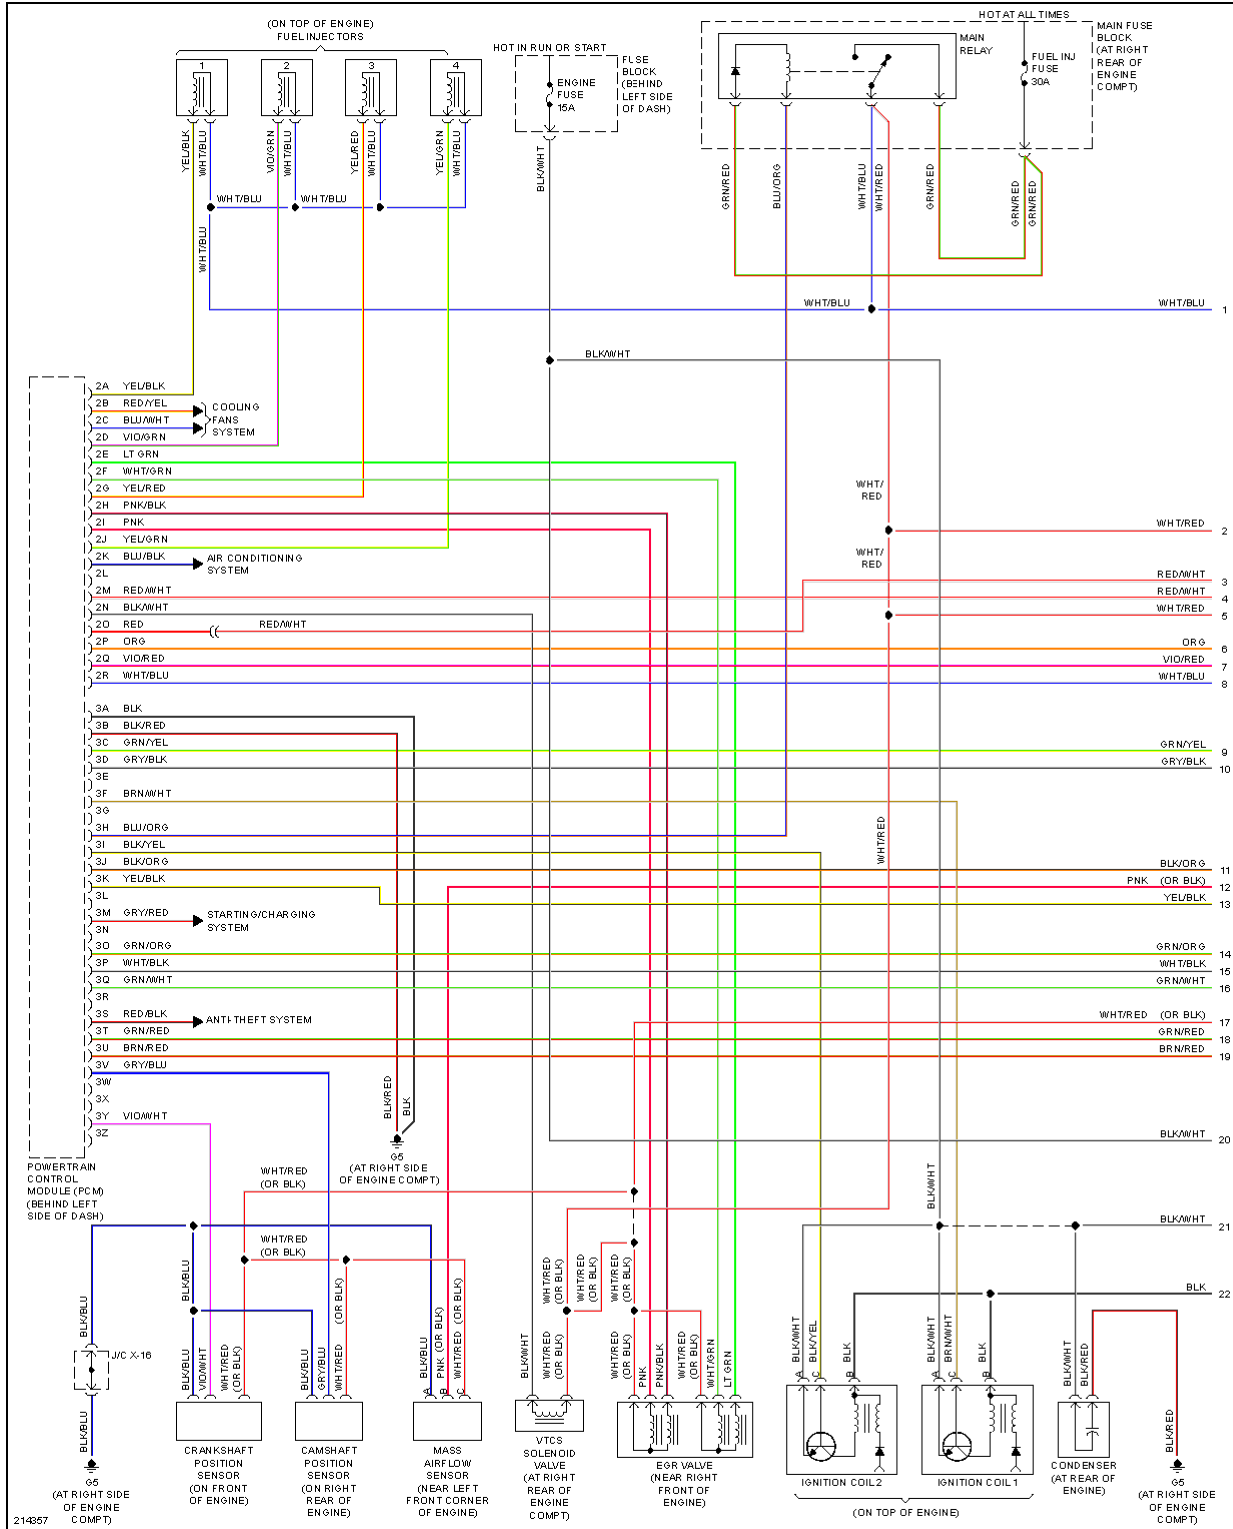 (ON TOP OF ENGINE)
FUEL INJECTORS
1
2
3
4
YEL/BLK
WHT/BLU
VIO/GRN
WHT/BLU
YEL/RED
WHT/BLU
YEL/GRN
WHT/BLU
WHT/BLU
WHT/BLU
WHT/BLU
HOT IN RUN OR START
ENGINE
FUSE
15A
FUSE
BLOCK
(BEHIND
LEFT SIDE
OF DASH)
BLK/WHT
HOT AT ALL TIMES
MAIN
RELAY
FUEL INJ
FUSE
30A
MAIN FUSE
BLOCK
(AT RIGHT
REAR OF
ENGINE
COMPT)
GRN/RED
BLU/ORG
WHT/BLU
WHT/RED
GRN/RED
GRN/RED
GRN/RED
WHT/BLU
WHT/BLU 1
BLK/WHT
2A YEL/BLK
2B RED/YEL
2C BLU/WHT
COOLING
FANS
SYSTEM
2D VIO/GRN
2E LT GRN
2F WHT/GRN
2G YEL/RED
2H PNK/BLK
2I PNK
2J YEL/GRN
2K BLU/BLK
AIR CONDITIONING
SYSTEM
2L
2M RED/WHT
2N BLK/WHT
2O RED
RED/WHT
2P ORG
2Q VIO/RED
2R WHT/BLU
WHT/
RED
WHT/RED 2
WHT/
RED
RED/WHT 3
RED/WHT 4
WHT/RED 5
ORG 6
VIO/RED 7
WHT/BLU 8
3A BLK
3B BLK/RED
3C GRN/YEL
3D GRY/BLK
3E
3F BRN/WHT
3G
3H BLU/ORG
3I BLK/YEL
3J BLK/ORG
3K YEL/BLK
3L
3M GRY/RED
STARTING/CHARGING
SYSTEM
3N
3O GRN/ORG
3P WHT/BLK
3Q GRN/WHT
3R
3S RED/BLK
ANTI-THEFT SYSTEM
3T GRN/RED
3U BRN/RED
3V GRY/BLU
3W
3X
3Y VIO/WHT
3Z
GRN/YEL 9
GRY/BLK 10
WHT/RED
BLK/ORG 11
PNK (OR BLK) 12
YEL/BLK 13
GRN/ORG 14
WHT/BLK 15
GRN/WHT 16
WHT/RED (OR BLK) 17
GRN/RED 18
BRN/RED 19
BLK/WHT 20
BLK/WHT 21
BLK 22
POWERTRAIN
CONTROL
MODULE (PCM)
(BEHIND LEFT
SIDE OF DASH)
BLK/RED
BLK
G5
(AT RIGHT SIDE
OF ENGINE COMPT)
WHT/RED
(OR BLK)
WHT/RED
(OR BLK)
BLK/WHT
BLK/BLU
BLK/BLU
J/C X-16
BLK/BLU
G5
(AT RIGHT SIDE
OF ENGINE
COMPT)
BLK/BLU
VIO/WHT
WHT/RED
(OR BLK)
CRANKSHAFT
POSITION
SENSOR
(ON FRONT
OF ENGINE)
BLK/BLU
GRY/BLU
WHT/RED
(OR BLK)
CAMSHAFT
POSITION
SENSOR
(ON RIGHT
REAR OF
ENGINE)
BLK/BLU
PNK (OR BLK)
WHT/RED (OR BLK)
A
B
C
MASS
AIRFLOW
SENSOR
(NEAR LEFT
FRONT CORNER
OF ENGINE)
WHT/RED
(OR BLK)
WHT/RED
(OR BLK)
WHT/RED
(OR BLK)
BLK/WHT
WHT/RED
(OR BLK)
VTCS
SOLENOID
VALVE
(AT RIGHT
REAR OF
ENGINE
COMPT)
WHT/RED
(OR BLK)
PNK
PNK/BLK
WHT/RED
(OR BLK)
WHT/GRN
LT GRN
EGR VALVE
(NEAR RIGHT
FRONT OF
ENGINE)
BLK/WHT
BLK/YEL
BLK
A
C
B
IGNITION COIL 2
BLK/WHT
BRN/WHT
BLK
A
C
B
IGNITION COIL 1
(ON TOP OF ENGINE)
BLK/WHT
BLK/RED
CONDENSER
(AT REAR OF
ENGINE)
BLK/RED
G5
(AT RIGHT SIDE
OF ENGINE
COMPT)
214357